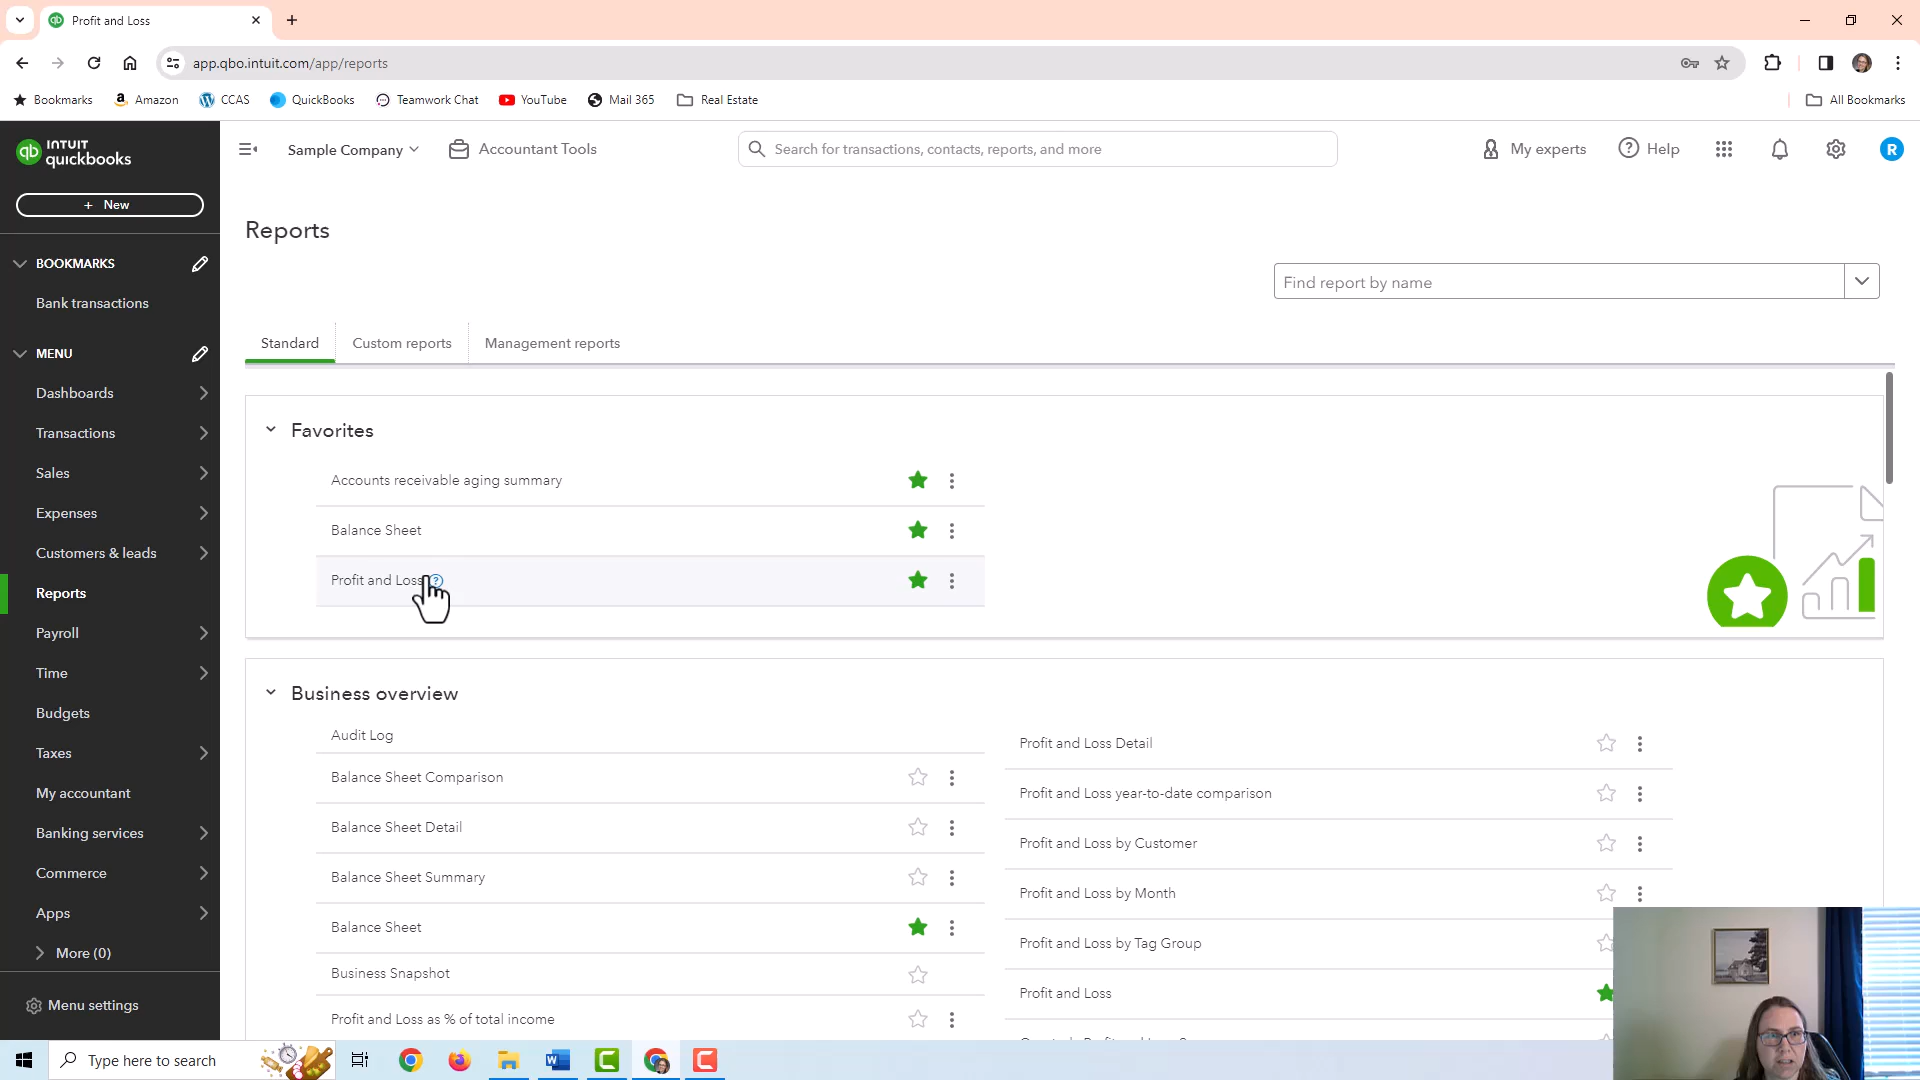 Profit and Loss
app.qbo.intuit.com/app/reports
Bookmarks
Amazon
CCAS
QuickBooks
Teamwork Chat
YouTube
Mail 365
Real Estate
All Bookmarks
qb INTUIT quickbooks
Sample Company
Accountant Tools
Search for transactions, contacts, reports, and more
My experts
Help
R
+ New
BOOKMARKS
Bank transactions
MENU
Dashboards
Transactions
Sales
Expenses
Customers & leads
Reports
Payroll
Time
Budgets
Taxes
My accountant
Banking services
Commerce
Apps
More (0)
Menu settings
Reports
Find report by name
Standard
Custom reports
Management reports
Favorites
Accounts receivable aging summary
Balance Sheet
Profit and Loss
Business overview
Audit Log
Balance Sheet Comparison
Balance Sheet Detail
Balance Sheet Summary
Balance Sheet
Business Snapshot
Profit and Loss as % of total income
Profit and Loss Detail
Profit and Loss year-to-date comparison
Profit and Loss by Customer
Profit and Loss by Month
Profit and Loss by Tag Group
Profit and Loss
Type here to search